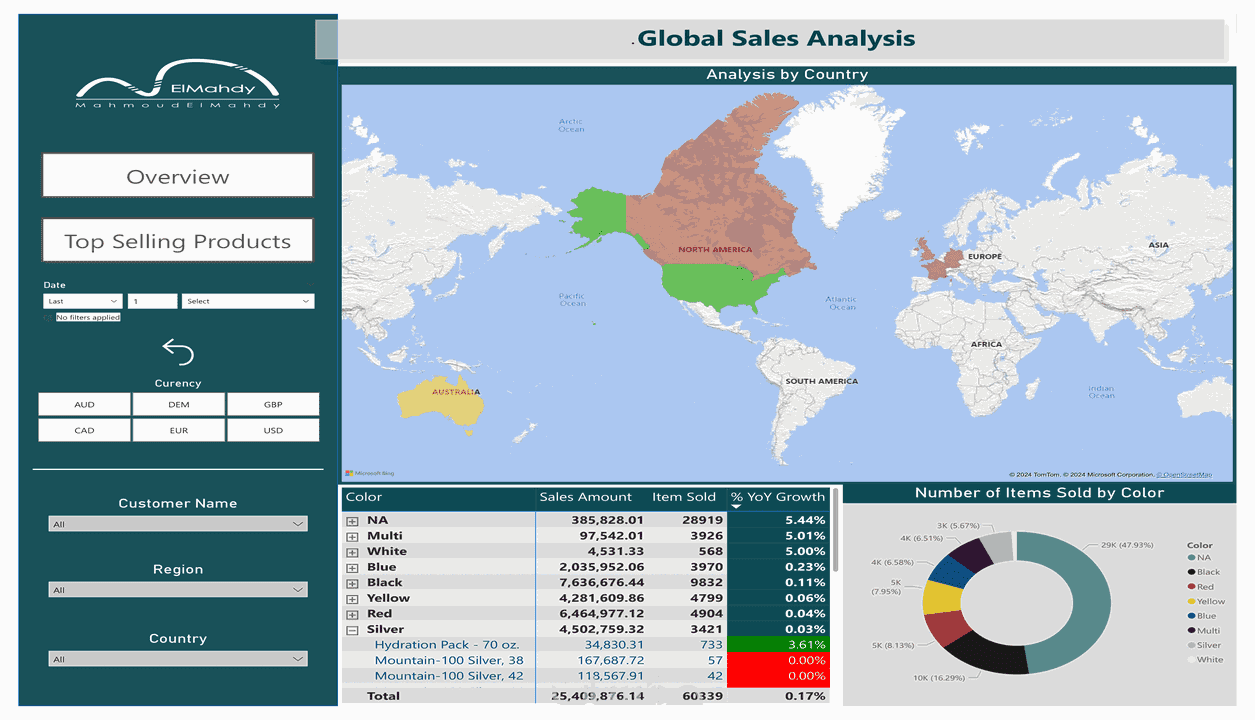 .Global Sales Analysis
ElMahdy
MahmoudElMahdy
Overview
Top Selling Products
Date
Last 1 Select
No filters applied
Curency
AUD DEM GBP
CAD EUR USD
Customer Name
All
Region
All
Country
All
Analysis by Country
Arctic
Ocean
NORTH AMERICA
EUROPE
ASIA
Pacific
Ocean
Atlantic
Ocean
AFRICA
SOUTH AMERICA
AUSTRALIA
Indian
Ocean
Microsoft Bing
© 2024 TomTom, © 2024 Microsoft Corporation, © OpenStreetMap
Color Sales Amount Item Sold % YoY Growth
NA 385,828.01 28919 5.44%
Multi 97,542.01 3926 5.01%
White 4,531.33 568 5.00%
Blue 2,035,952.06 3970 0.23%
Black 7,636,676.44 9832 0.11%
Yellow 4,281,609.86 4799 0.06%
Red 6,464,977.12 4904 0.04%
Silver 4,502,759.32 3421 0.03%
Hydration Pack - 70 oz. 34,830.31 733 3.61%
Mountain-100 Silver, 38 167,687.72 57 0.00%
Mountain-100 Silver, 42 118,567.91 42 0.00%
Total 25,409,876.14 60339 0.17%
Number of Items Sold by Color
3K (5.67%)
4K (6.51%)
4K (6.58%)
5K
(7.95%)
5K (8.13%)
10K (16.29%)
29K (47.93%)
Color
NA
Black
Red
Yellow
Blue
Multi
Silver
White